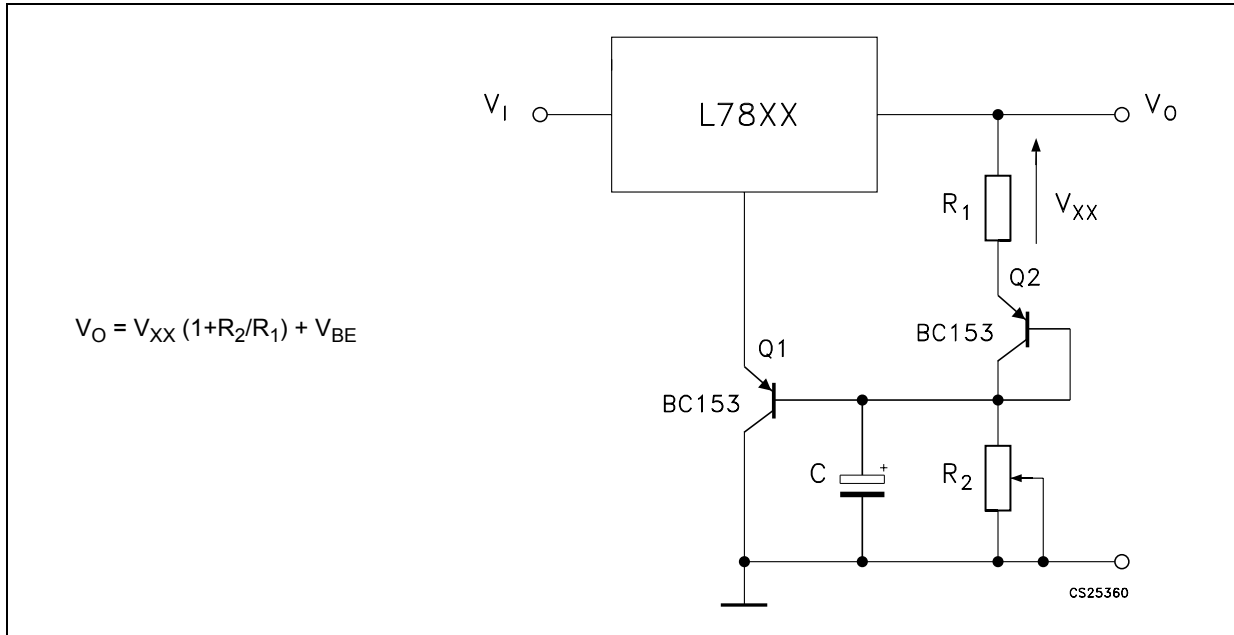 V_I
L78XX
V_O
R_1
V_XX
Q2
BC153
V_O = V_XX (1+R_2/R_1) + V_BE
Q1
BC153
C
+
R_2
CS25360